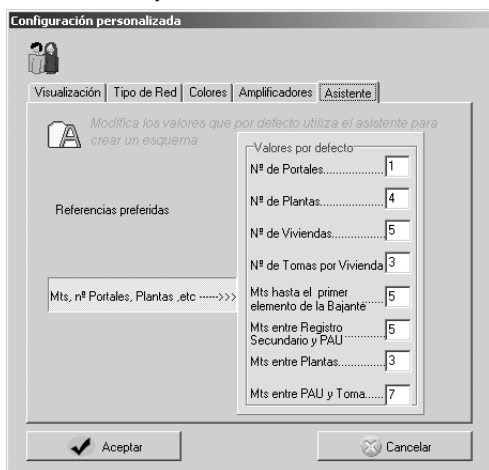 Configuración personalizada
Visualización Tipo de Red Colores Amplificadores Asistente
Modifica los valores que por defecto utiliza el asistente para
crear un esquema
Referencias preferidas
Mts, nº Portales, Plantas ,etc ----->>>
Valores por defecto
Nº de Portales................... 1
Nº de Plantas.................... 4
Nº de Viviendas............... 5
Nº de Tomas por Vivienda 3
Mts hasta el primer
elemento de la Bajante ...... 5
Mts entre Registro
Secundario y PAU ............ 5
Mts entre Plantas.............. 3
Mts entre PAU y Toma...... 7
Aceptar Cancelar